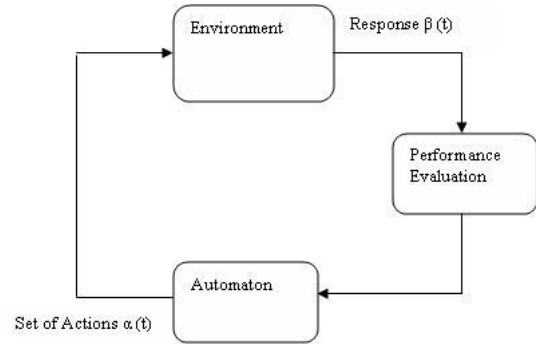 Environment
Response β (t)
Performance
Evaluation
Automaton
Set of Actions α (t)